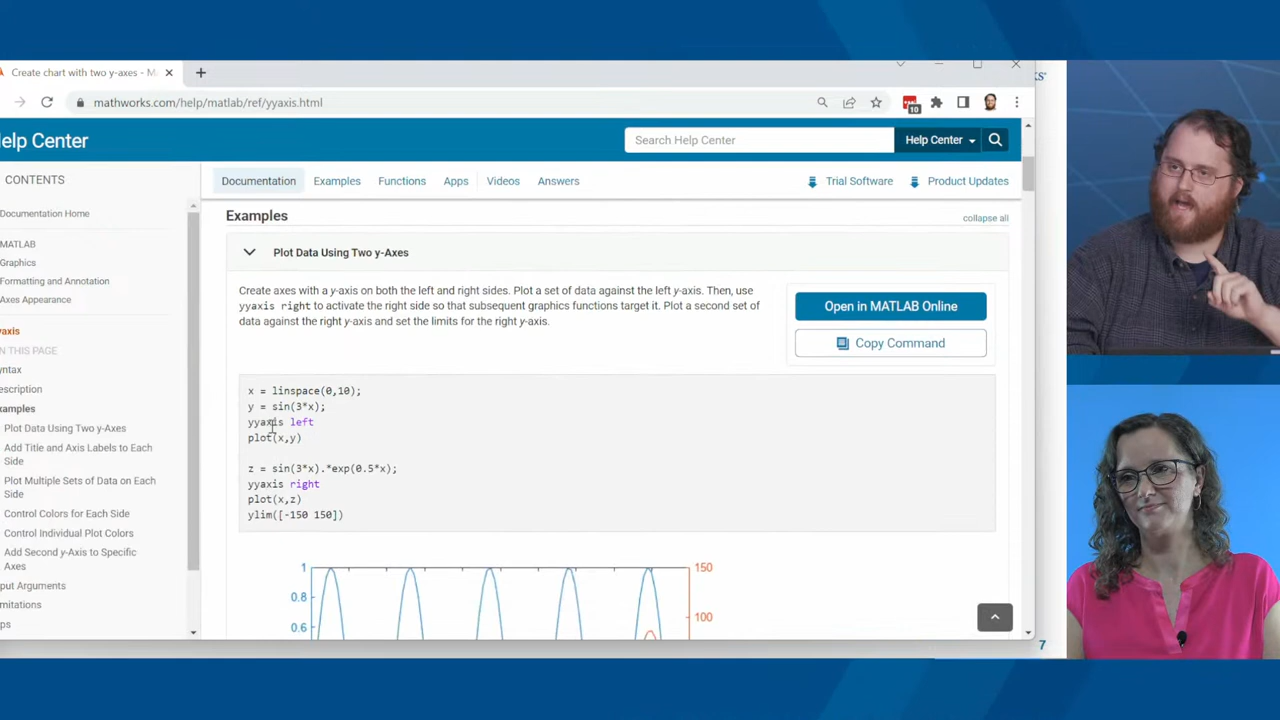 Create chart with two y-axes - M
mathworks.com/help/matlab/ref/yyaxis.html
10
KS
elp Center
Search Help Center
Help Center
CONTENTS
Documentation
Examples
Functions
Apps
Videos
Answers
Trial Software
Product Updates
Documentation Home
MATLAB
Graphics
Formatting and Annotation
Axes Appearance
yaxis
N THIS PAGE
yntax
escription
xamples
Plot Data Using Two y-Axes
Add Title and Axis Labels to Each
Side
Plot Multiple Sets of Data on Each
Side
Control Colors for Each Side
Control Individual Plot Colors
Add Second y-Axis to Specific
Axes
put Arguments
imitations
ps
Examples
collapse all
Plot Data Using Two y-Axes
Create axes with a y-axis on both the left and right sides. Plot a set of data against the left y-axis. Then, use
yyaxis right to activate the right side so that subsequent graphics functions target it. Plot a second set of
data against the right y-axis and set the limits for the right y-axis.
Open in MATLAB Online
Copy Command
x = linspace(0,10);
y = sin(3*x);
yyaxis left
plot(x,y)
z = sin(3*x).*exp(0.5*x);
yyaxis right
plot(x,z)
ylim([-150 150])
1
0.8
0.6
150
100
7